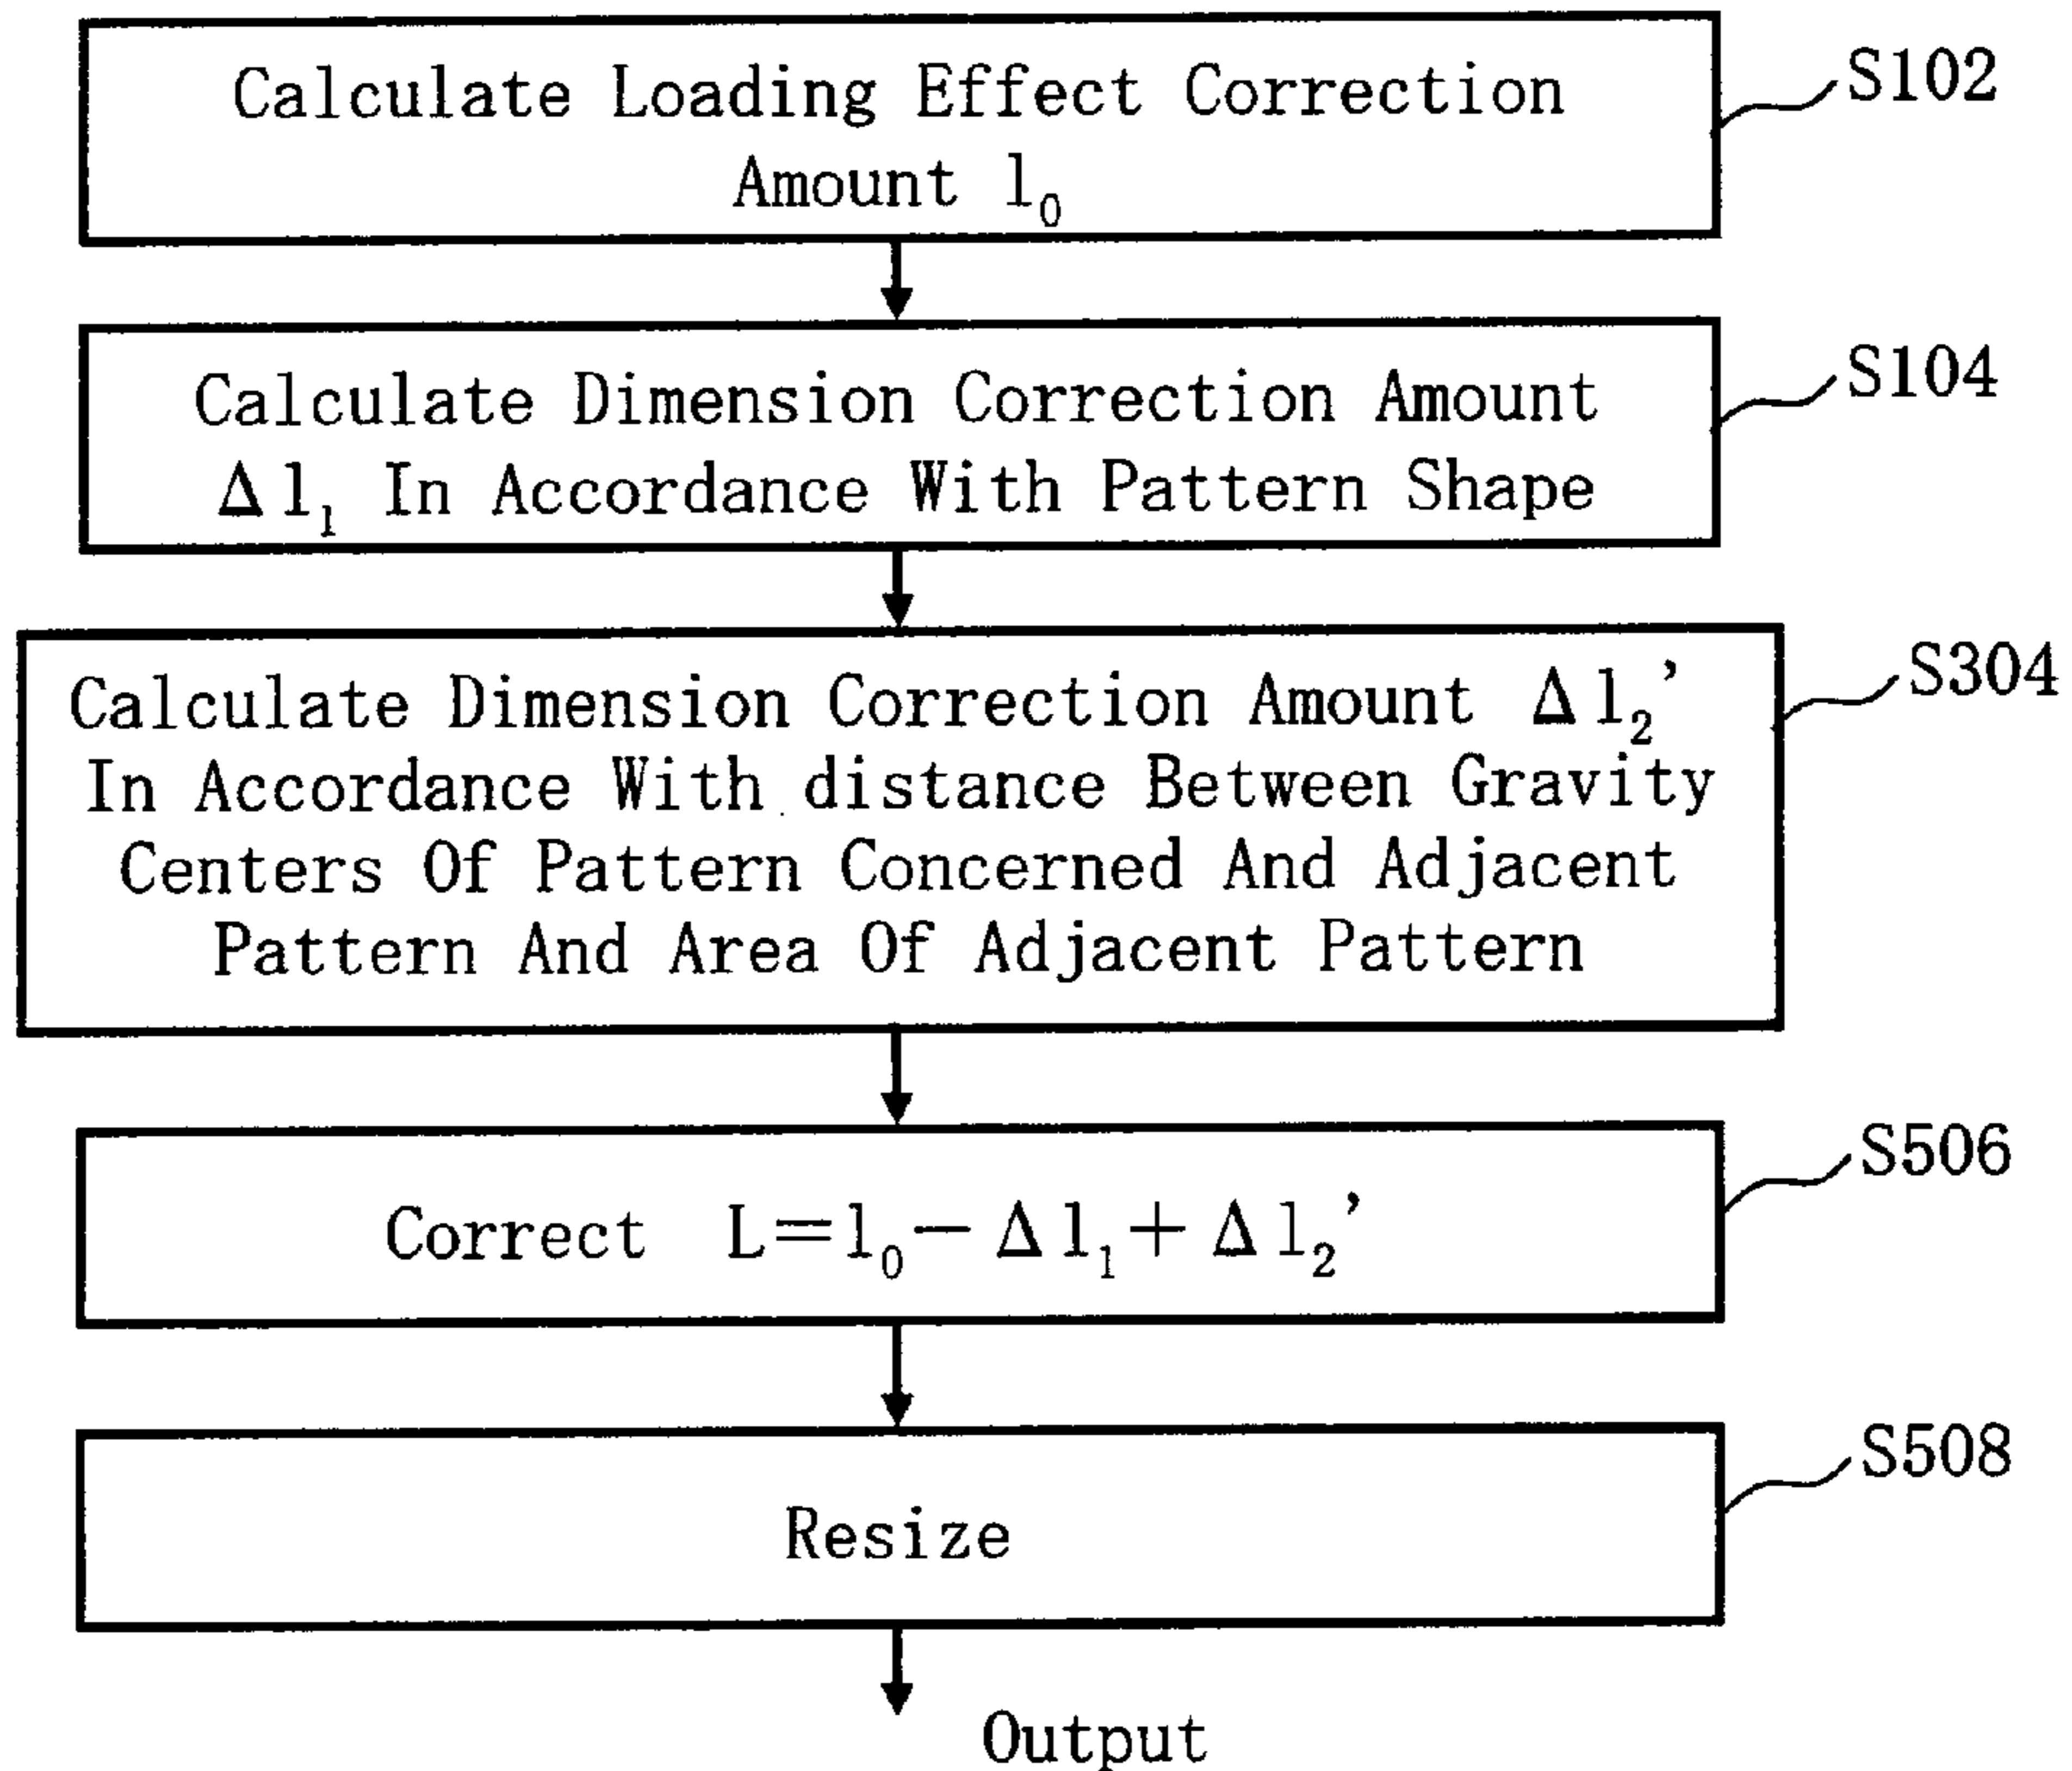 Calculate Loading Effect Correction
Amount l₀
S102
Calculate Dimension Correction Amount
Δl₁ In Accordance With Pattern Shape
S104
Calculate Dimension Correction Amount Δl₂'
In Accordance With distance Between Gravity
Centers Of Pattern Concerned And Adjacent
Pattern And Area Of Adjacent Pattern
S304
Correct L=l₀−Δl₁+Δl₂'
S506
Resize
S508
Output